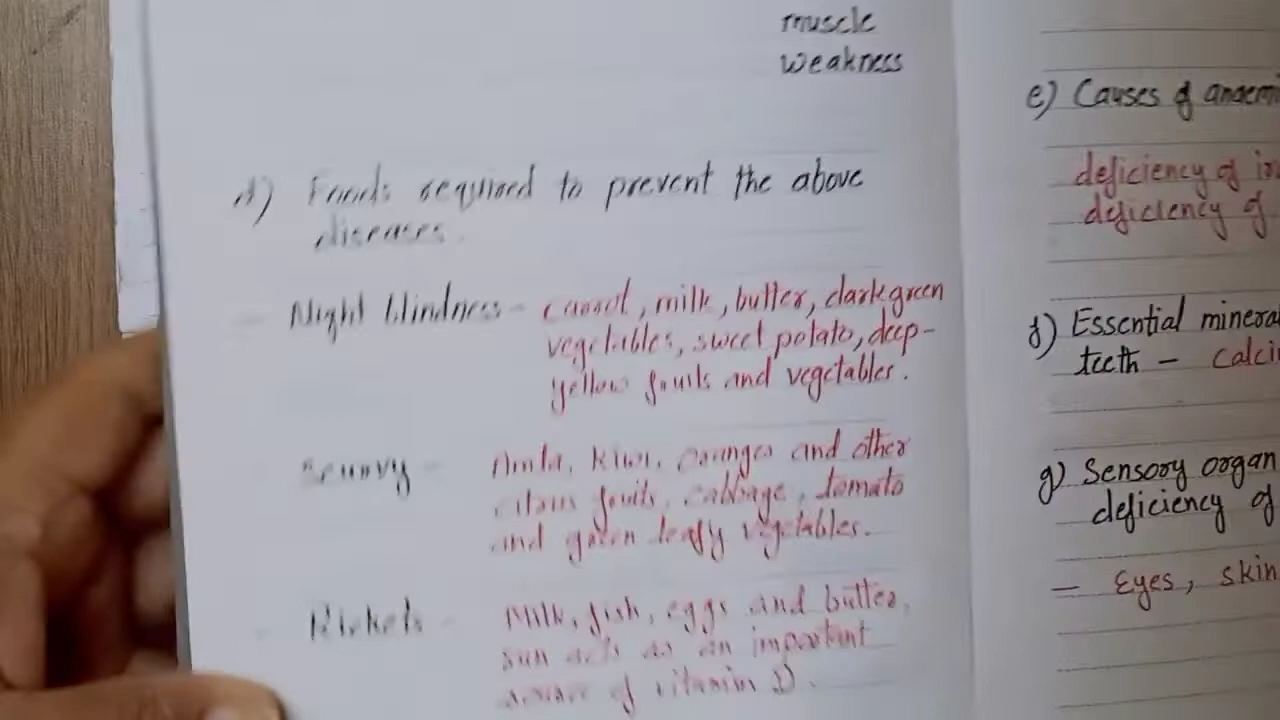 muscle
weakness
d) Foods required to prevent the above
diseases.
- Night blindness - carrot, milk, butter, dark green
vegetables, sweet potato, deep-
yellow fruits and vegetables.
Scurvy - Amla, kiwi, oranges and other
citrus fruits, cabbage, tomato
and green leafy vegetables.
- Rickets - Milk, fish, eggs and butter,
sun acts as an important
source of vitamin D.
e) Causes of anaem
deficiency of
deficiency of
f) Essential minera
teeth - calci
g) Sensory organ
deficiency of
- Eyes, skin